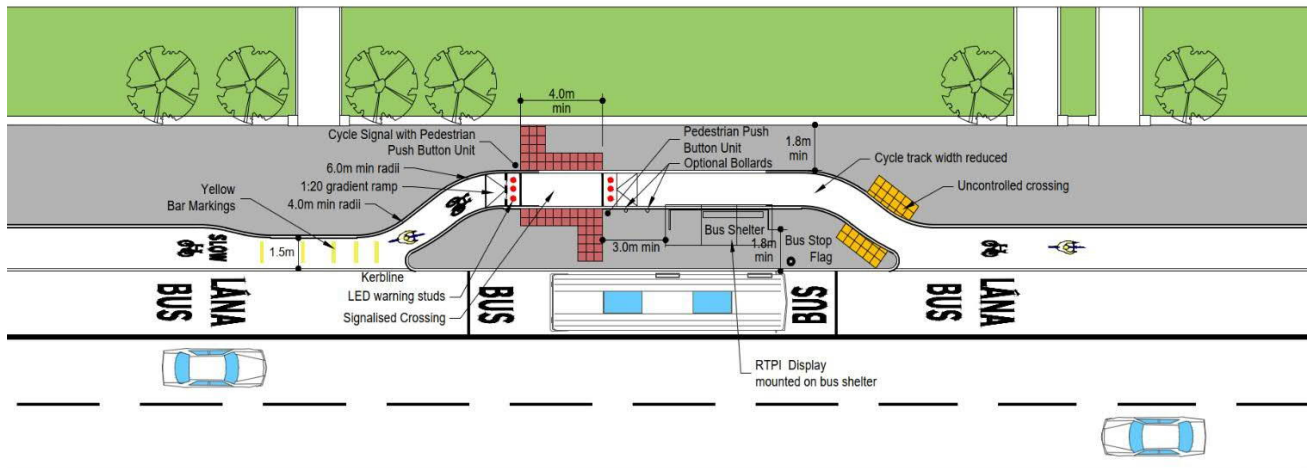 4.0m
min
Cycle Signal with Pedestrian
Push Button Unit
6.0m min radii
1:20 gradient ramp
4.0m min radii
Yellow
Bar Markings
Pedestrian Push
Button Unit
Optional Bollards
1.8m
min
Cycle track width reduced
Uncontrolled crossing
SLOW
1.5m
3.0m min
Bus Shelter
1.8m
min
Bus Stop
Flag
Kerbline
LED warning studs
Signalised Crossing
LÁNA
BUS
BUS
BUS
LÁNA
BUS
RTPI Display
mounted on bus shelter